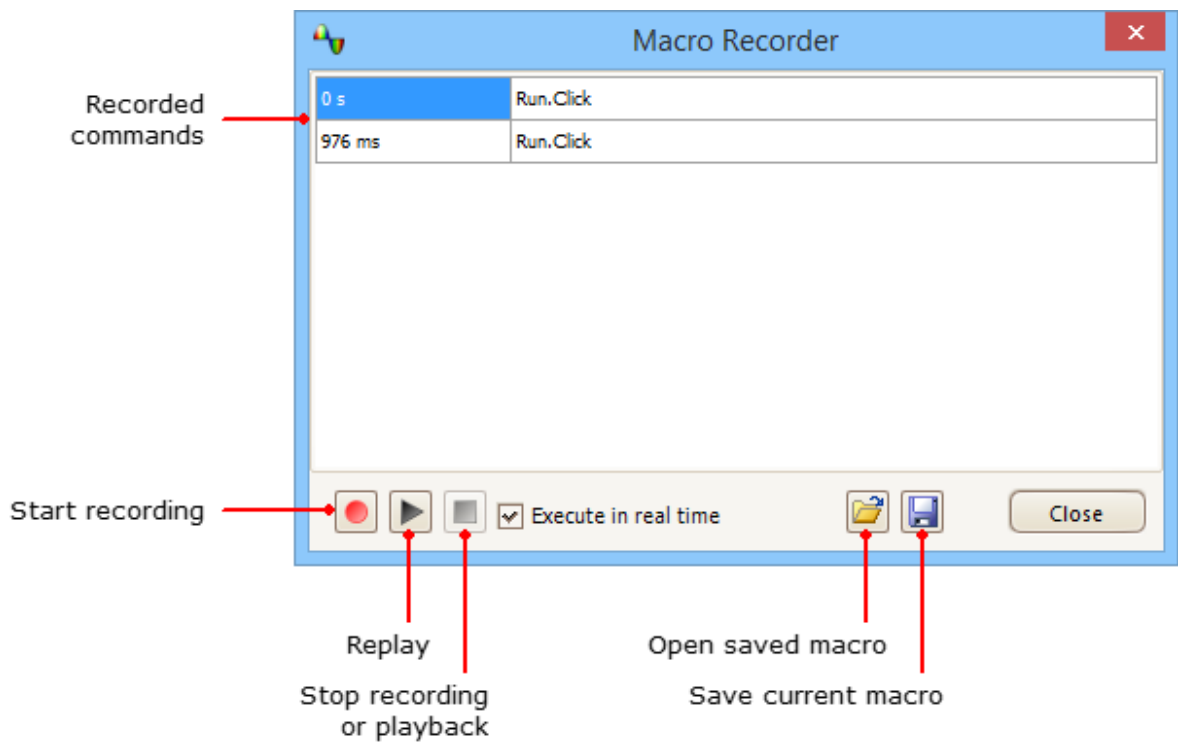 Macro Recorder
Recorded
commands
0 s Run.Click
976 ms Run.Click
Start recording
Execute in real time
Close
Replay
Open saved macro
Stop recording
or playback
Save current macro